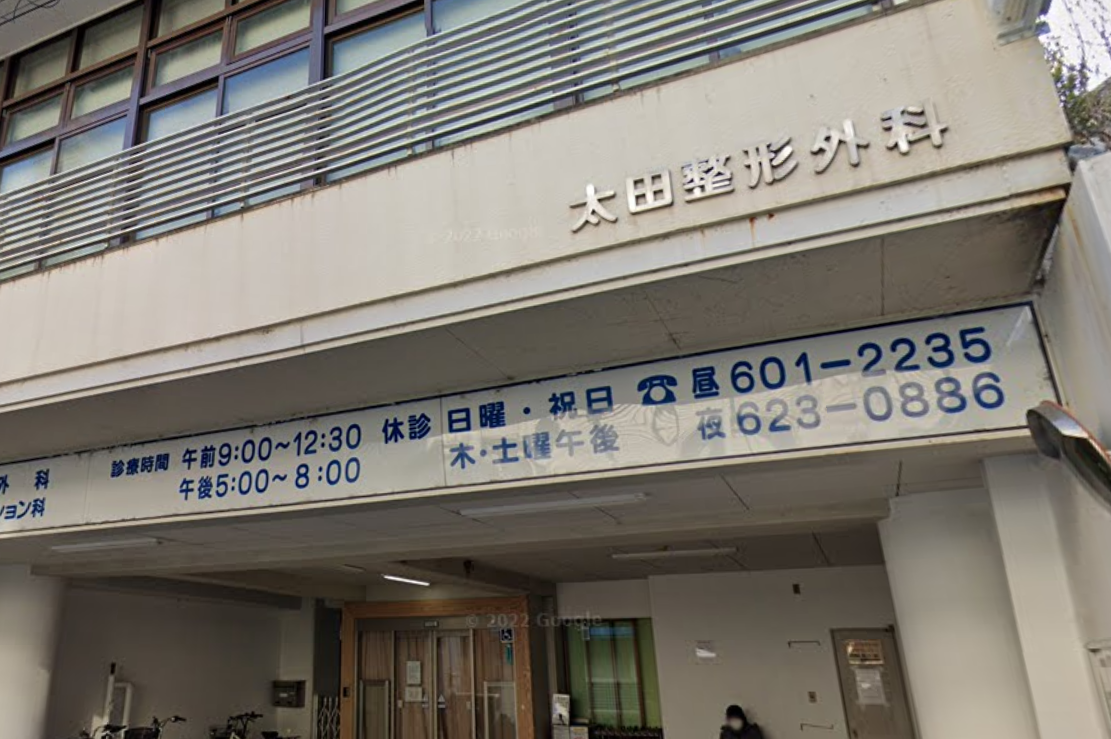 太田整形外科
外科
ション科
診療時間 午前9:00~12:30
午後5:00~8:00
休診 日曜・祝日
木・土曜午後
☎ 昼601-2235
夜623-0886
© 2022 Google
© 2022 Google